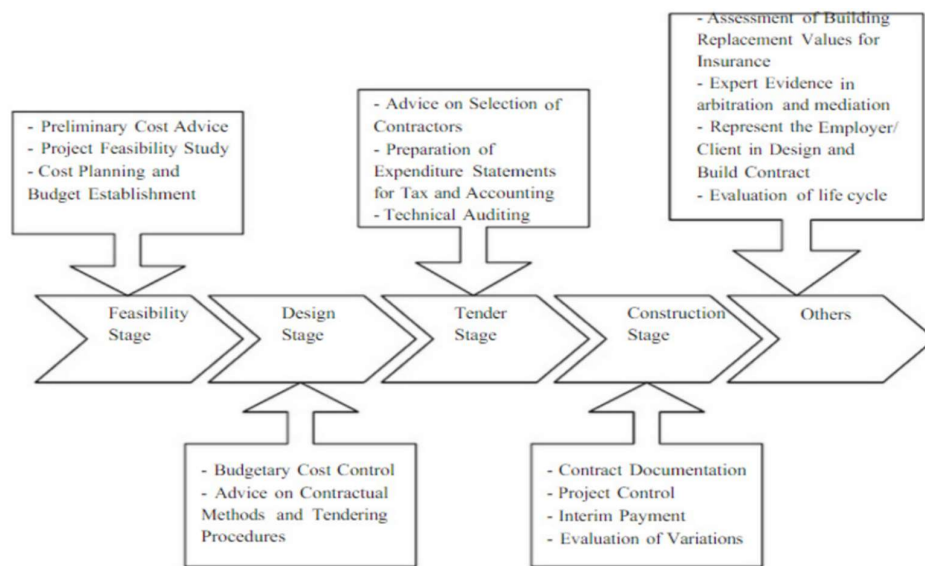 - Assessment of Building
Replacement Values for
Insurance
- Expert Evidence in
arbitration and mediation
- Represent the Employer/
Client in Design and
Build Contract
- Evaluation of life cycle
- Advice on Selection of
Contractors
- Preparation of
Expenditure Statements
for Tax and Accounting
- Technical Auditing
- Preliminary Cost Advice
- Project Feasibility Study
- Cost Planning and
Budget Establishment
Feasibility
Stage
Design
Stage
Tender
Stage
Construction
Stage
Others
- Budgetary Cost Control
- Advice on Contractual
Methods and Tendering
Procedures
- Contract Documentation
- Project Control
- Interim Payment
- Evaluation of Variations